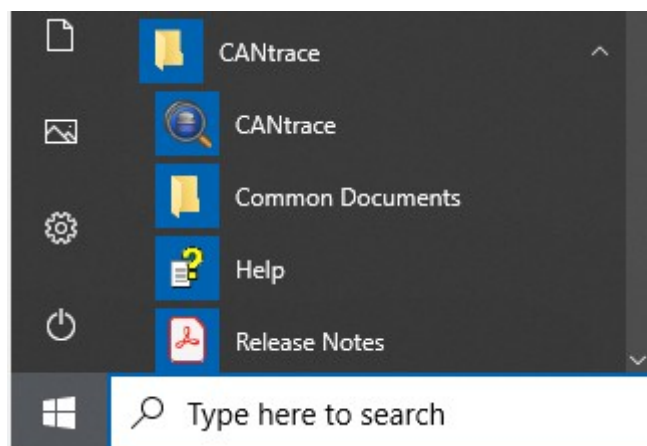 CANtrace
CANtrace
Common Documents
Help
Release Notes
Type here to search